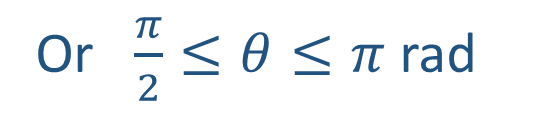 Or π/2 ≤ θ ≤ π rad